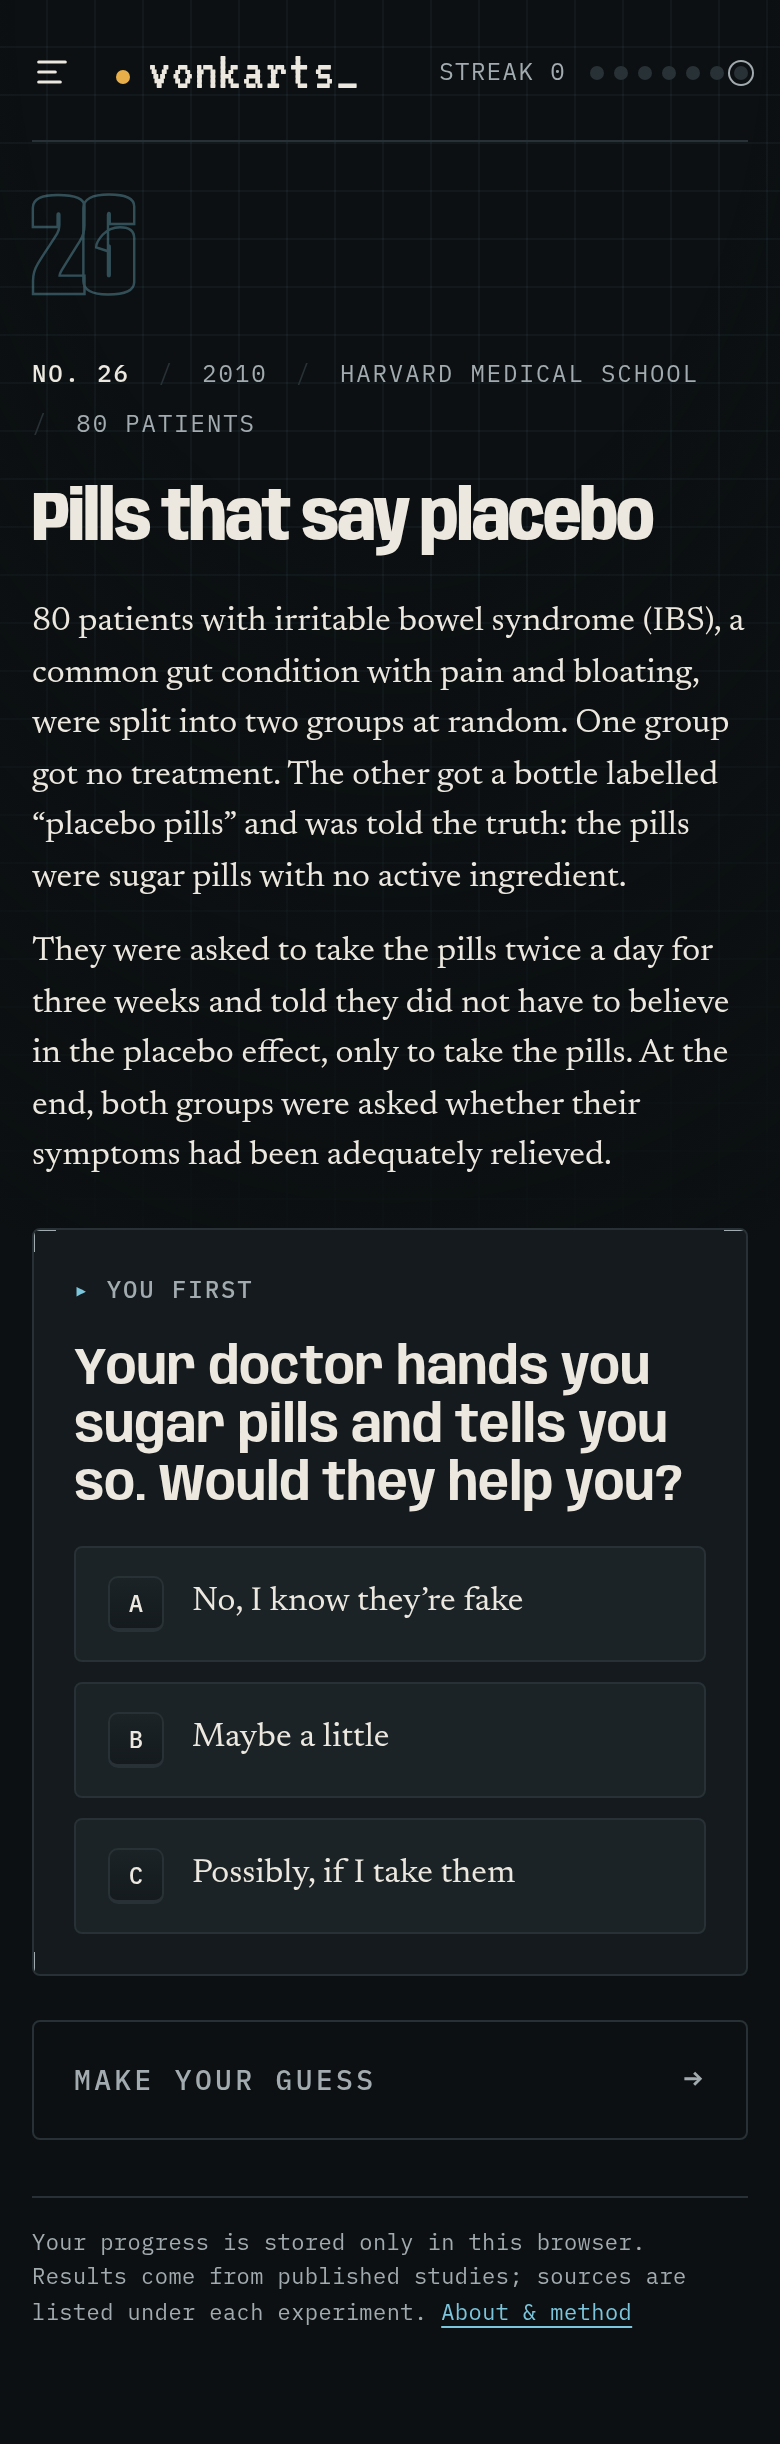 vonkarts_
STREAK 0
26
NO. 26 / 2010 / HARVARD MEDICAL SCHOOL
/ 80 PATIENTS
Pills that say placebo
80 patients with irritable bowel syndrome (IBS), a
common gut condition with pain and bloating,
were split into two groups at random. One group
got no treatment. The other got a bottle labelled
“placebo pills” and was told the truth: the pills
were sugar pills with no active ingredient.
They were asked to take the pills twice a day for
three weeks and told they did not have to believe
in the placebo effect, only to take the pills. At the
end, both groups were asked whether their
symptoms had been adequately relieved.
▸ YOU FIRST
Your doctor hands you
sugar pills and tells you
so. Would they help you?
A No, I know they’re fake
B Maybe a little
C Possibly, if I take them
MAKE YOUR GUESS →
Your progress is stored only in this browser.
Results come from published studies; sources are
listed under each experiment. About & method